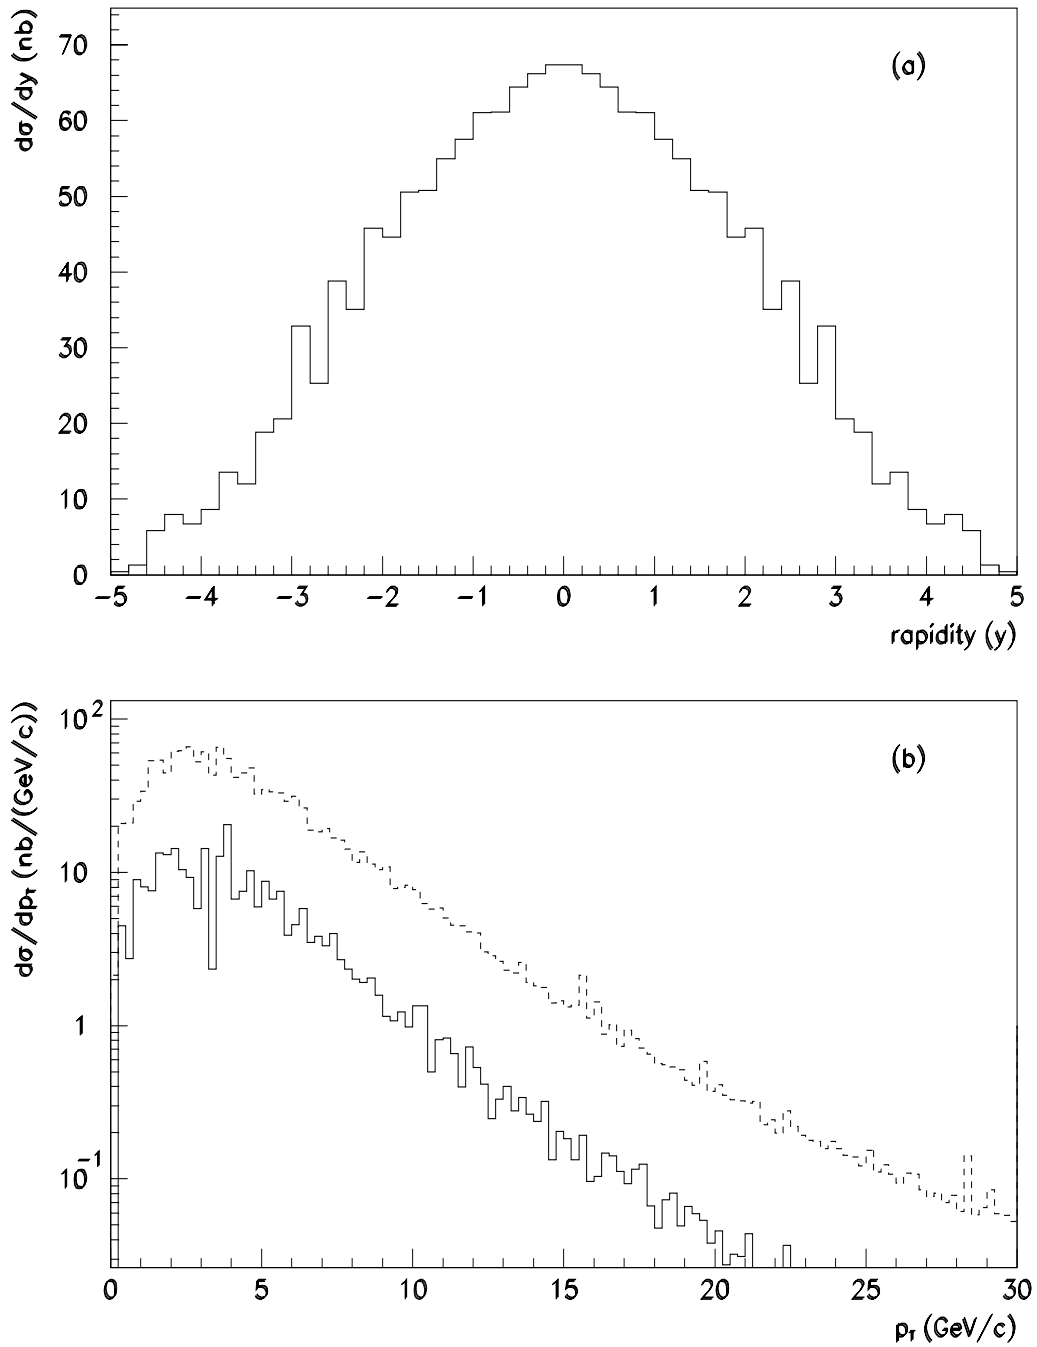 dσ/dy (nb)
(a)
70
60
50
40
30
20
10
0
−5 −4 −3 −2 −1 0 1 2 3 4 5
rapidity (y)
dσ/dp_T (nb/(GeV/c))
(b)
10²
10
1
10⁻¹
0 5 10 15 20 25 30
p_T (GeV/c)